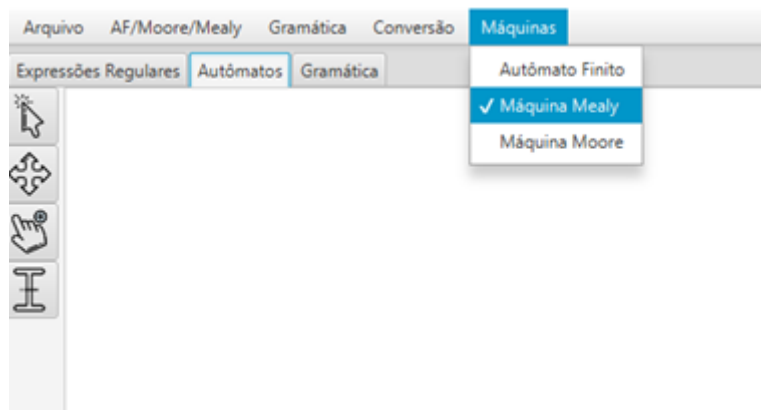 Arquivo AF/Moore/Mealy Gramática Conversão Máquinas
Expressões Regulares Autômatos Gramática
Autômato Finito
✓ Máquina Mealy
Máquina Moore